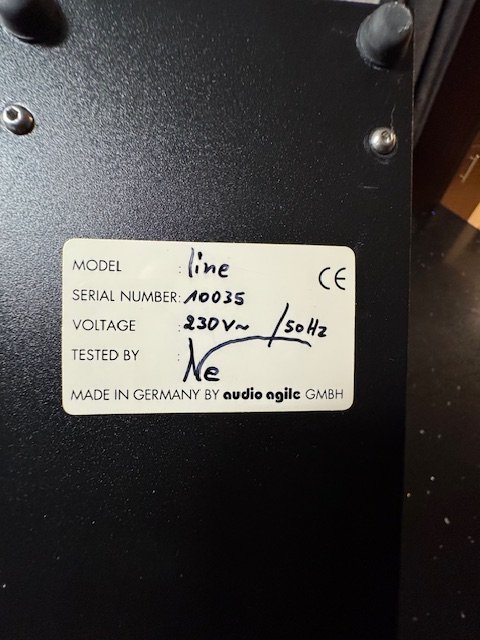 MODEL : line
CE
SERIAL NUMBER: 10035
VOLTAGE : 230V~ /50Hz
TESTED BY : Ne
MADE IN GERMANY BY audio agile GMBH